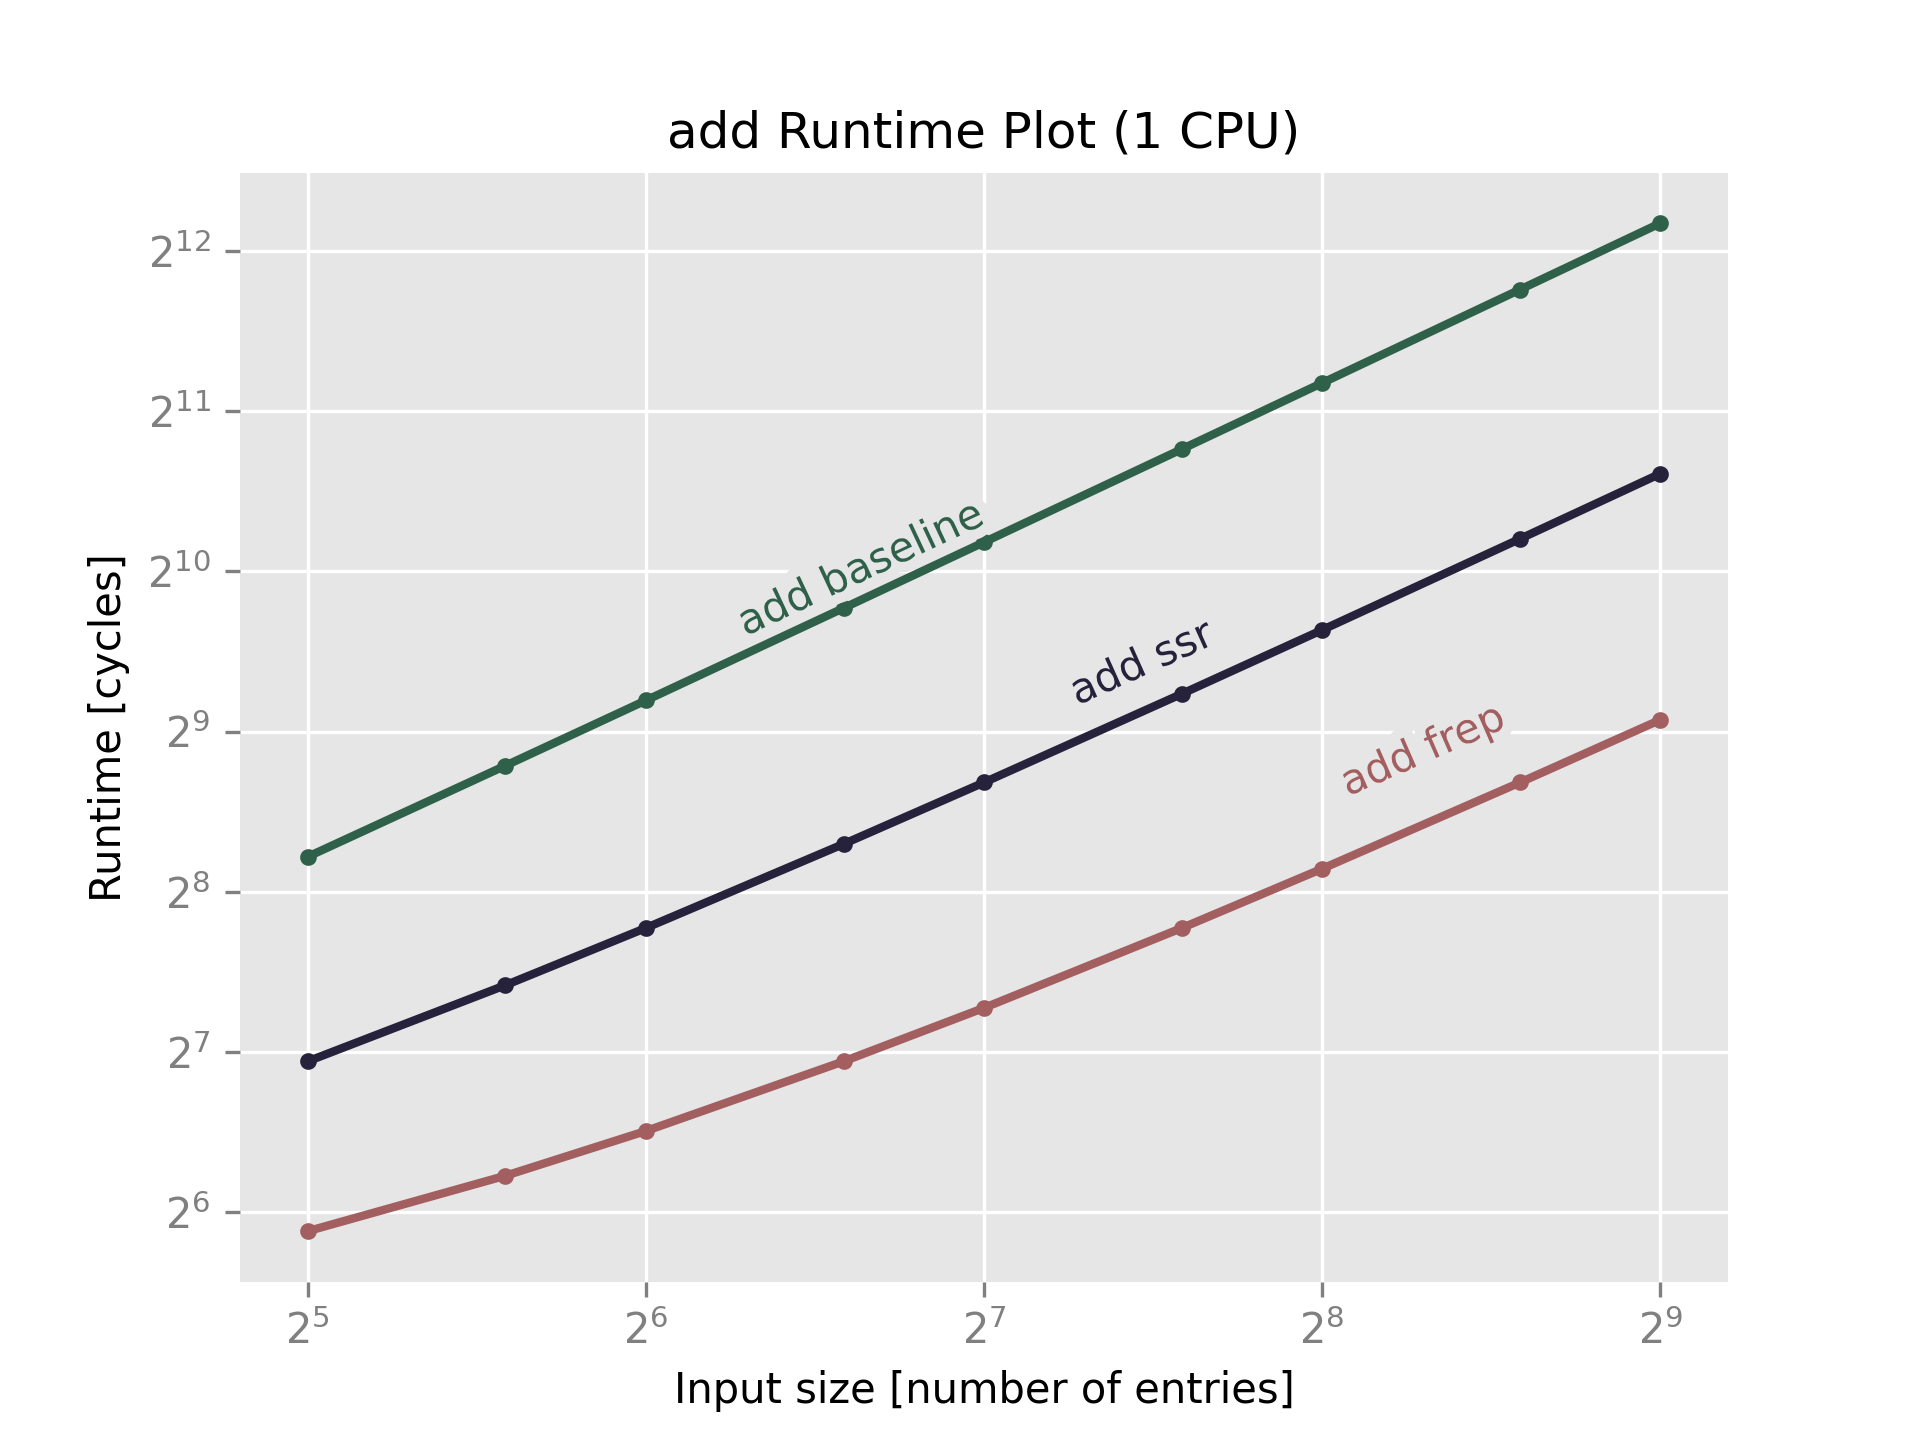 add Runtime Plot (1 CPU)
Runtime [cycles]
2¹²
2¹¹
2¹⁰
2⁹
2⁸
2⁷
2⁶
add baseline
add ssr
add frep
2⁵ 2⁶ 2⁷ 2⁸ 2⁹
Input size [number of entries]